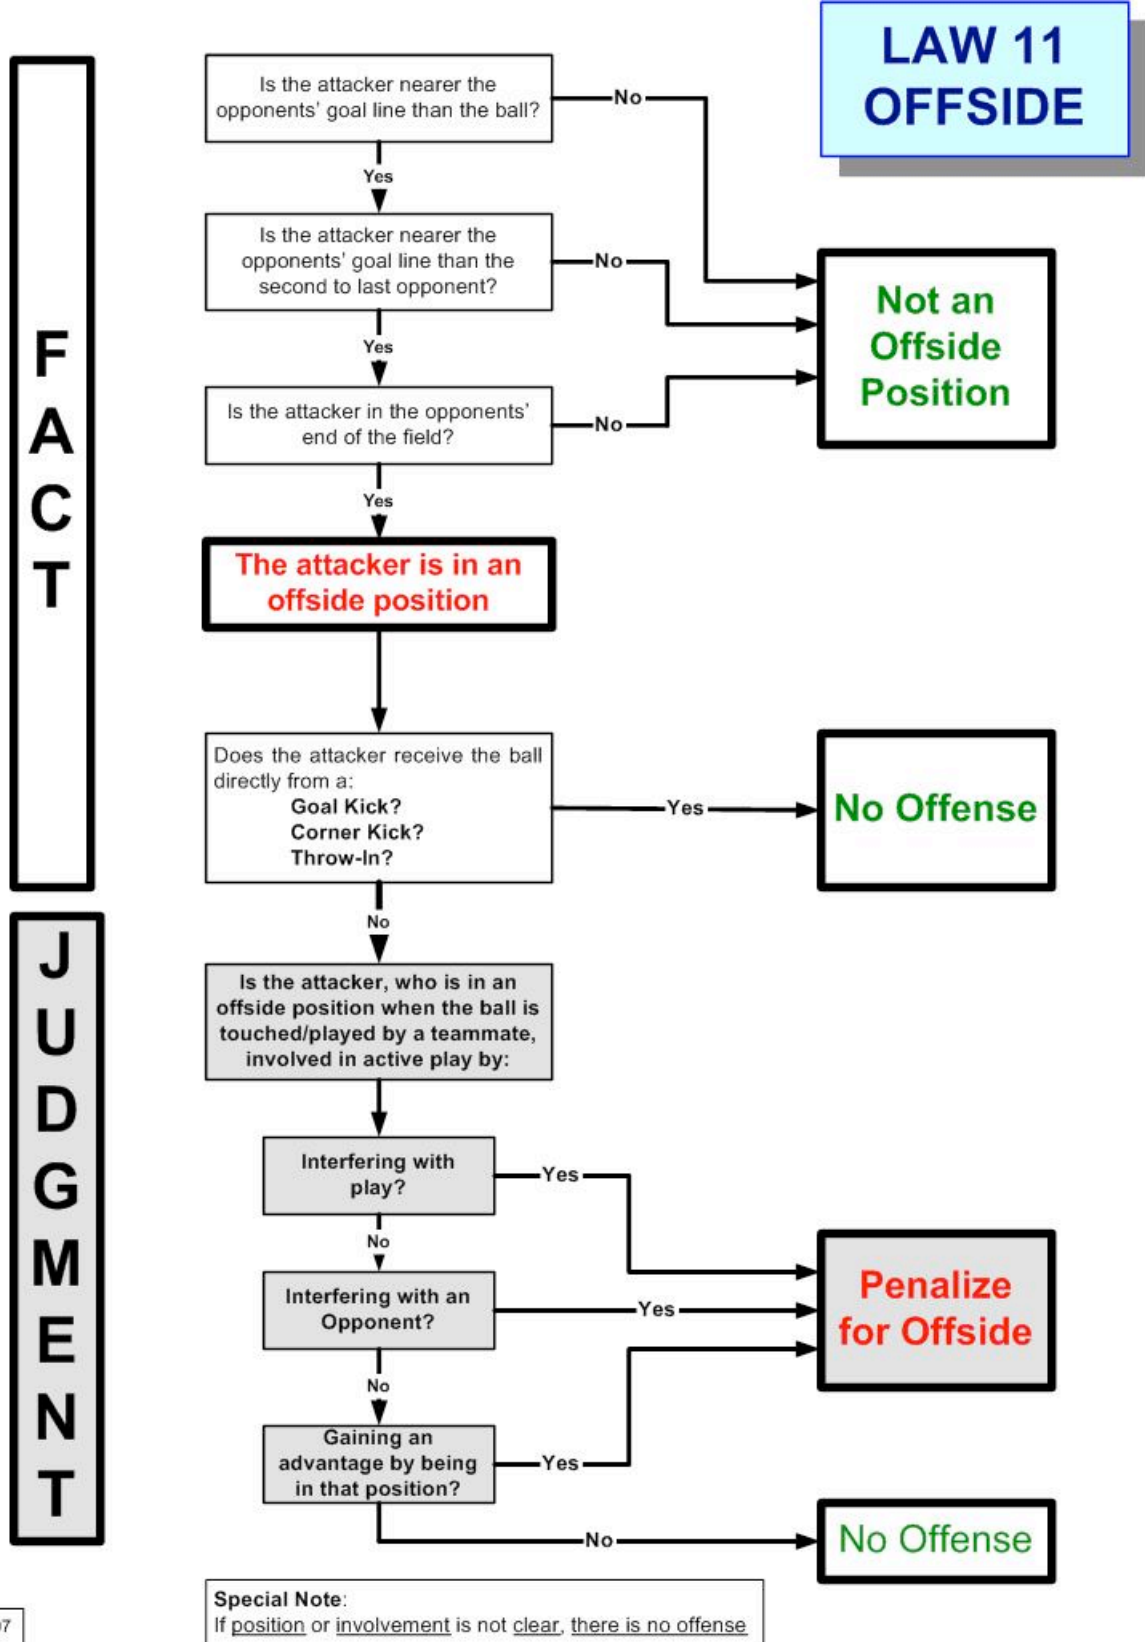 LAW 11
OFFSIDE
F
A
C
T
Is the attacker nearer the
opponents' goal line than the ball?
No
Yes
Is the attacker nearer the
opponents' goal line than the
second to last opponent?
No
Yes
Is the attacker in the opponents'
end of the field?
No
Yes
Not an
Offside
Position
The attacker is in an
offside position
Does the attacker receive the ball
directly from a:
Goal Kick?
Corner Kick?
Throw-In?
Yes
No Offense
No
J
U
D
G
M
E
N
T
Is the attacker, who is in an
offside position when the ball is
touched/played by a teammate,
involved in active play by:
Interfering with
play?
Yes
No
Interfering with an
Opponent?
Yes
No
Gaining an
advantage by being
in that position?
Yes
Penalize
for Offside
No
No Offense
Special Note:
If position or involvement is not clear, there is no offense